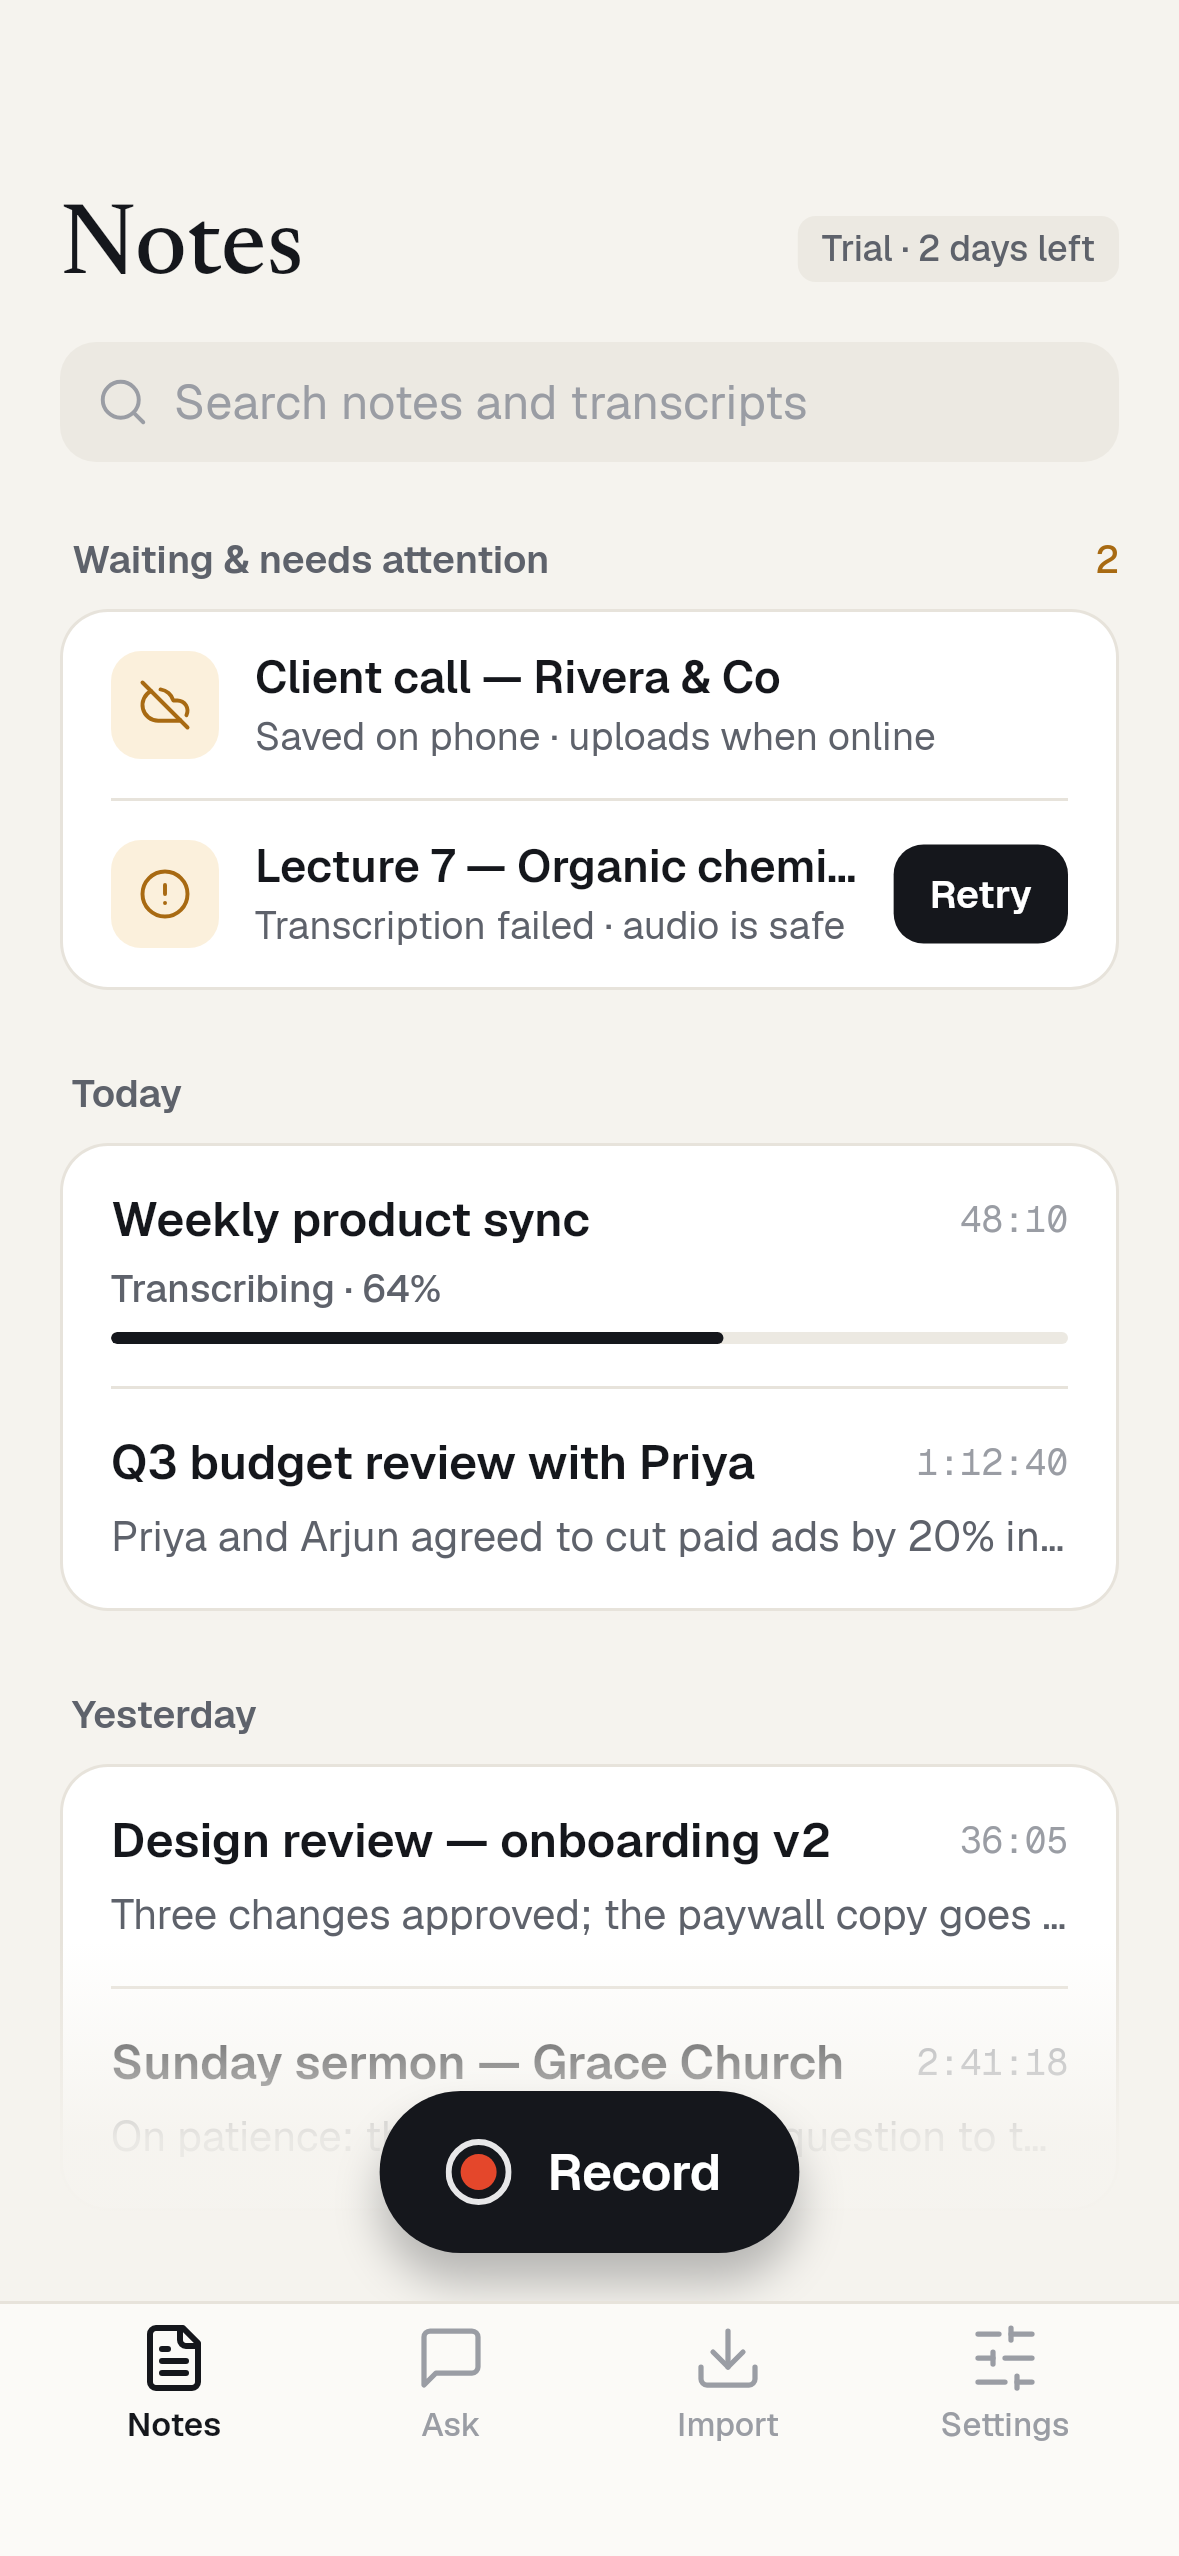 Notes
Trial · 2 days left
Search notes and transcripts
Waiting & needs attention
2
Client call — Rivera & Co
Saved on phone · uploads when online
Lecture 7 — Organic chemi...
Transcription failed · audio is safe
Retry
Today
Weekly product sync
48:10
Transcribing · 64%
Q3 budget review with Priya
1:12:40
Priya and Arjun agreed to cut paid ads by 20% in...
Yesterday
Design review — onboarding v2
36:05
Three changes approved; the paywall copy goes ...
Sunday sermon — Grace Church
2:41:18
On patience: question to t...
Record
Notes
Ask
Import
Settings